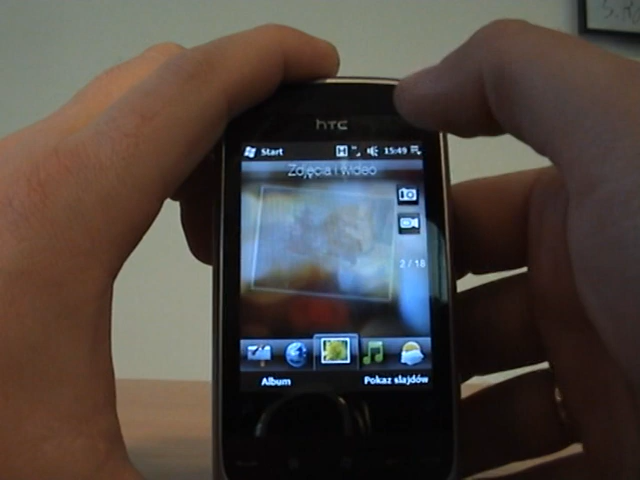 hTC
Start
H
15:49
Zdjęcia i wideo
2 / 18
Album
Pokaz slajdów